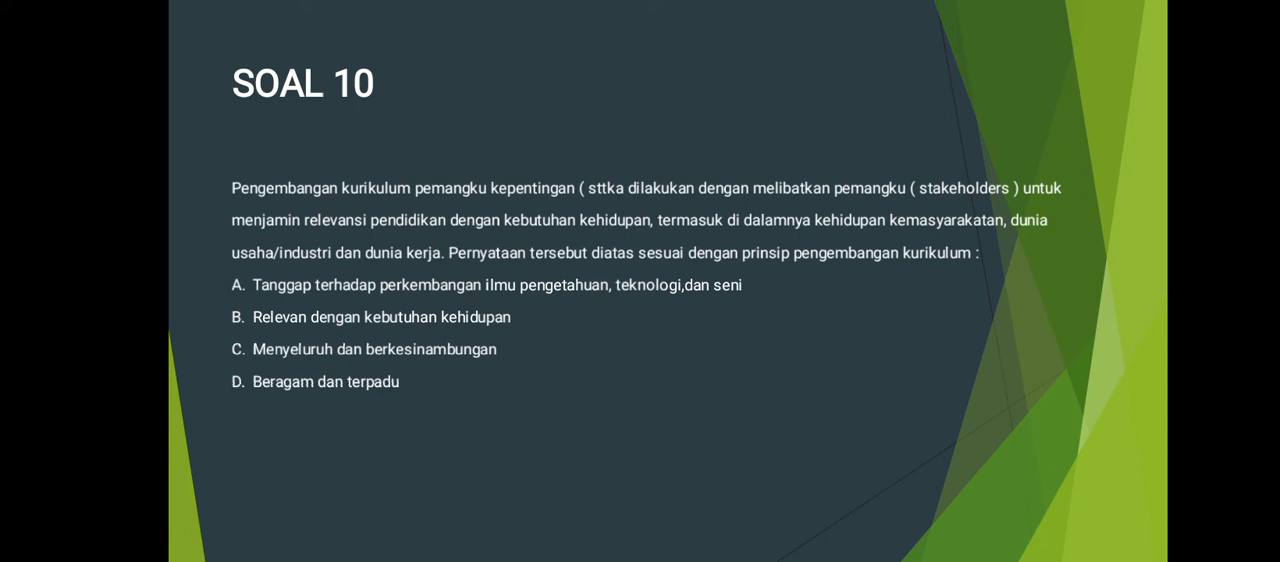 SOAL 10
Pengembangan kurikulum pemangku kepentingan ( sttka dilakukan dengan melibatkan pemangku ( stakeholders ) untuk
menjamin relevansi pendidikan dengan kebutuhan kehidupan, termasuk di dalamnya kehidupan kemasyarakatan, dunia
usaha/industri dan dunia kerja. Pernyataan tersebut diatas sesuai dengan prinsip pengembangan kurikulum :
A. Tanggap terhadap perkembangan ilmu pengetahuan, teknologi,dan seni
B. Relevan dengan kebutuhan kehidupan
C. Menyeluruh dan berkesinambungan
D. Beragam dan terpadu